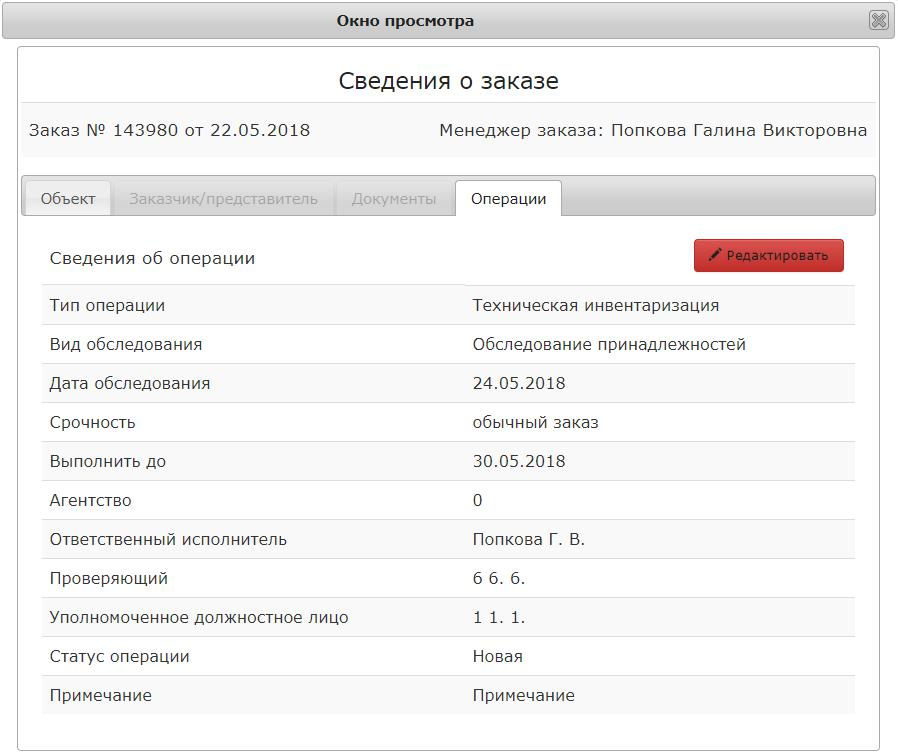 Окно просмотра
Сведения о заказе
Заказ № 143980 от 22.05.2018 Менеджер заказа: Попкова Галина Викторовна
Объект Заказчик/представитель Документы Операции
Сведения об операции Редактировать
Тип операции Техническая инвентаризация
Вид обследования Обследование принадлежностей
Дата обследования 24.05.2018
Срочность обычный заказ
Выполнить до 30.05.2018
Агентство 0
Ответственный исполнитель Попкова Г. В.
Проверяющий 6 6. 6.
Уполномоченное должностное лицо 1 1. 1.
Статус операции Новая
Примечание Примечание